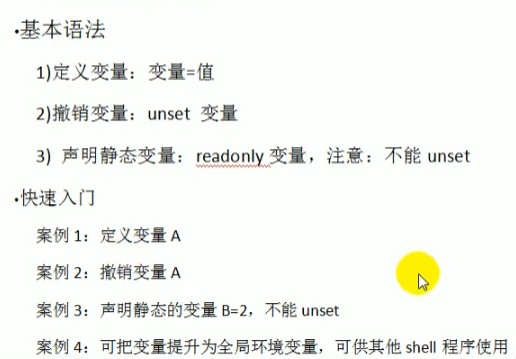 ·基本语法
1)定义变量：变量=值
2)撤销变量：unset 变量
3) 声明静态变量：readonly 变量，注意：不能 unset
·快速入门
案例 1：定义变量 A
案例 2：撤销变量 A
案例 3：声明静态的变量 B=2，不能 unset
案例 4：可把变量提升为全局环境变量，可供其他 shell 程序使用